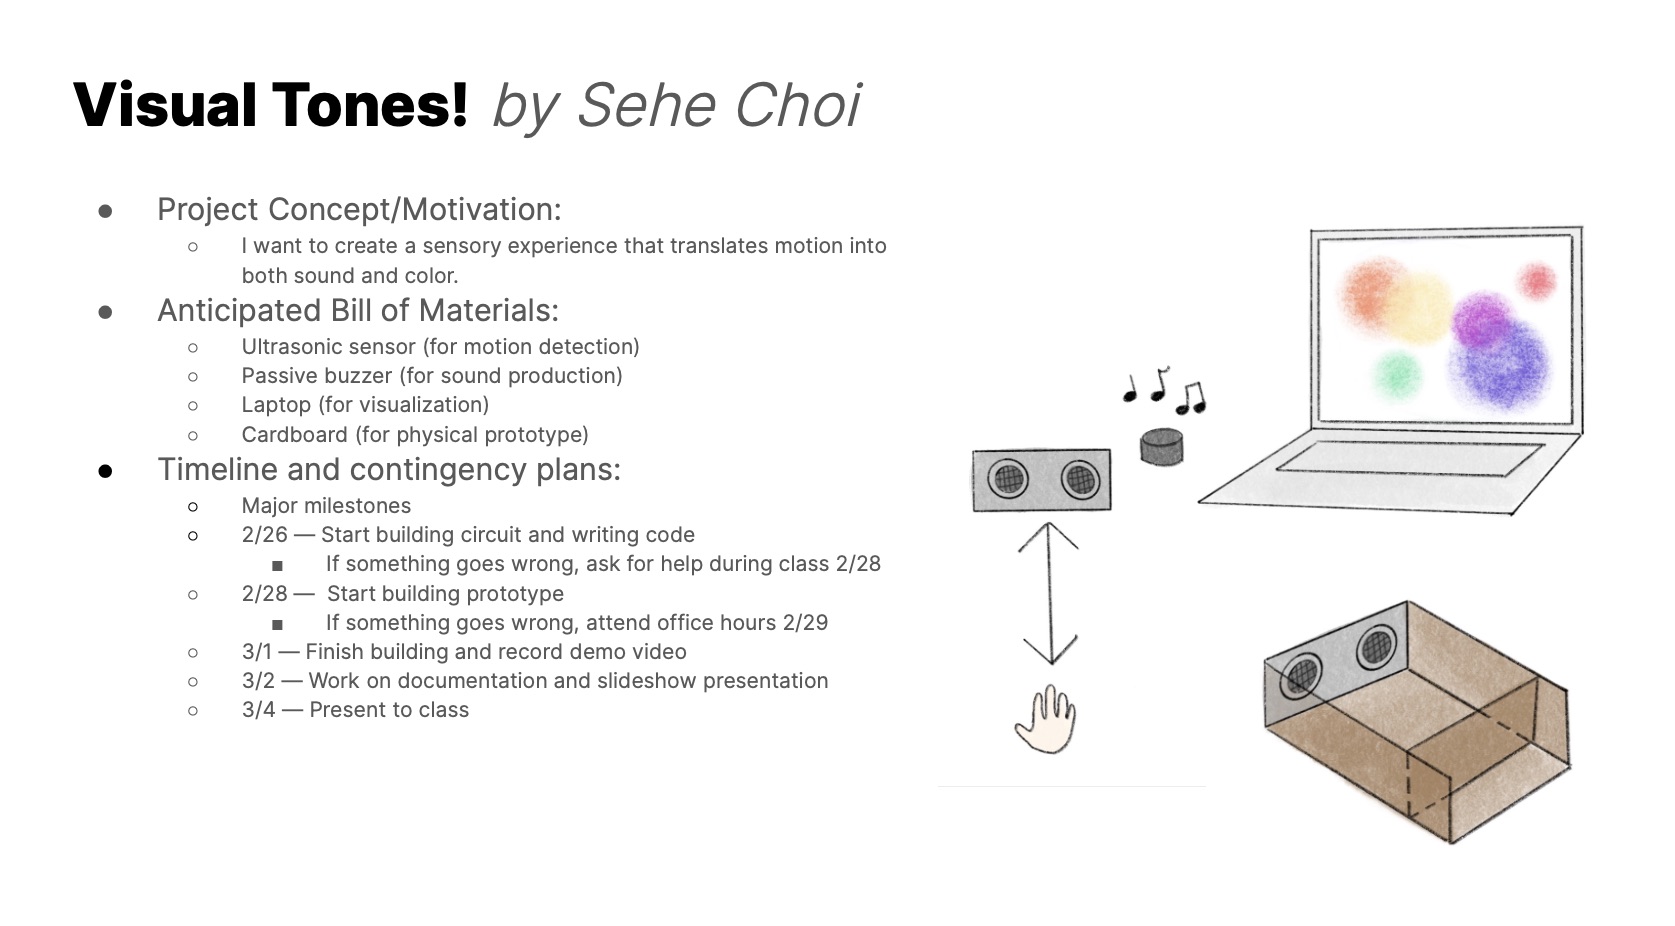 Visual Tones! by Sehe Choi
● Project Concept/Motivation:
○ I want to create a sensory experience that translates motion into
both sound and color.
● Anticipated Bill of Materials:
○ Ultrasonic sensor (for motion detection)
○ Passive buzzer (for sound production)
○ Laptop (for visualization)
○ Cardboard (for physical prototype)
● Timeline and contingency plans:
○ Major milestones
○ 2/26 — Start building circuit and writing code
■ If something goes wrong, ask for help during class 2/28
○ 2/28 — Start building prototype
■ If something goes wrong, attend office hours 2/29
○ 3/1 — Finish building and record demo video
○ 3/2 — Work on documentation and slideshow presentation
○ 3/4 — Present to class